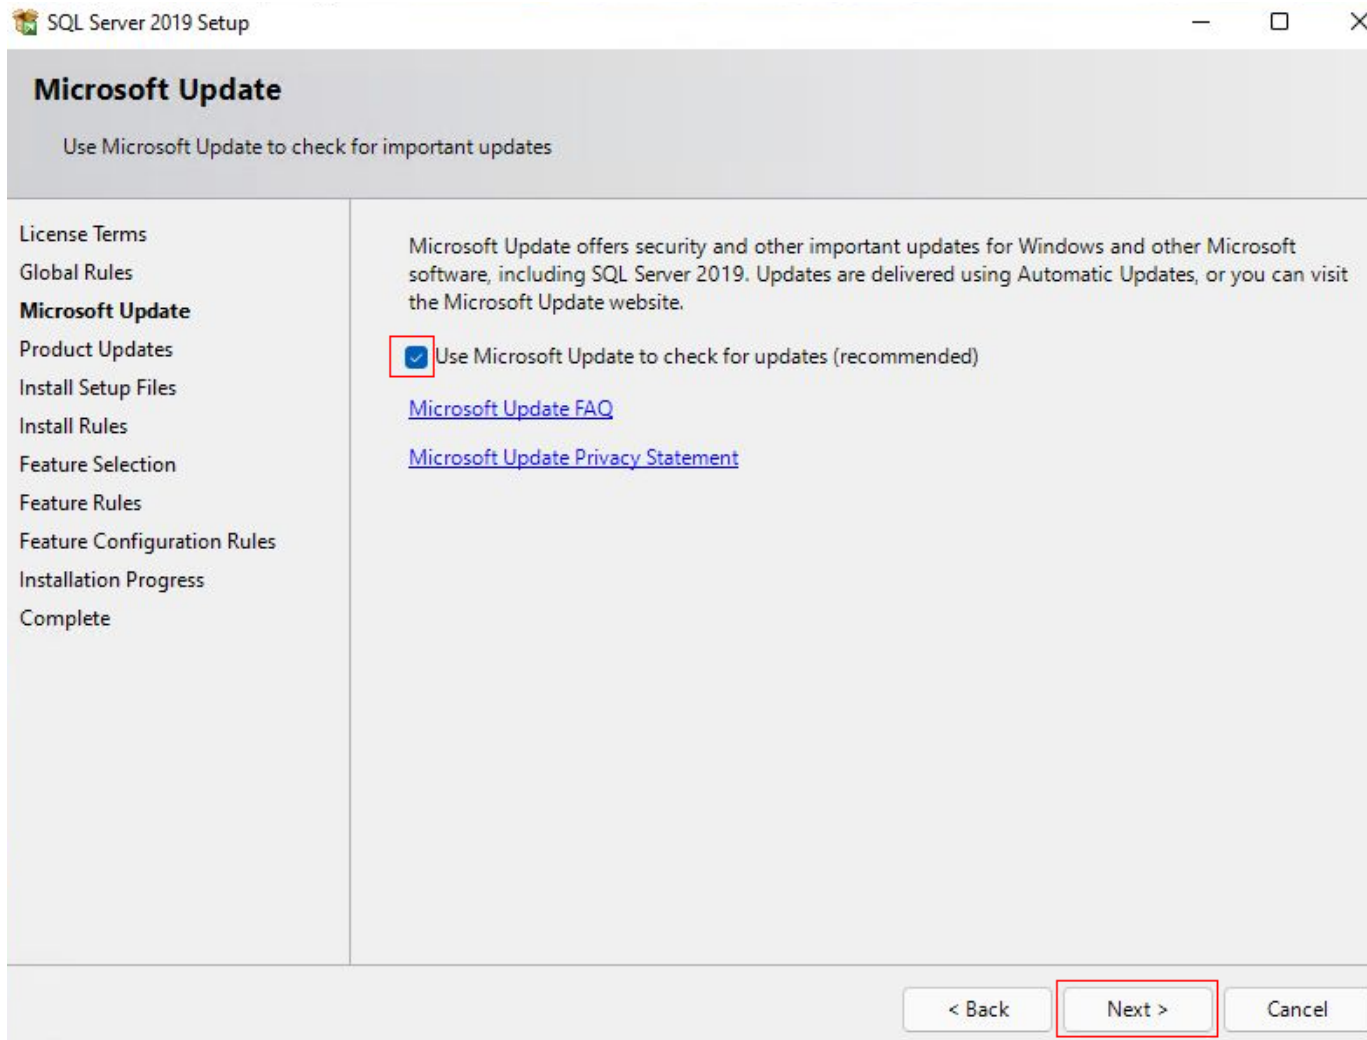 SQL Server 2019 Setup
Microsoft Update
Use Microsoft Update to check for important updates
License Terms
Global Rules
Microsoft Update
Product Updates
Install Setup Files
Install Rules
Feature Selection
Feature Rules
Feature Configuration Rules
Installation Progress
Complete
Microsoft Update offers security and other important updates for Windows and other Microsoft
software, including SQL Server 2019. Updates are delivered using Automatic Updates, or you can visit
the Microsoft Update website.
Use Microsoft Update to check for updates (recommended)
Microsoft Update FAQ
Microsoft Update Privacy Statement
< Back
Next >
Cancel